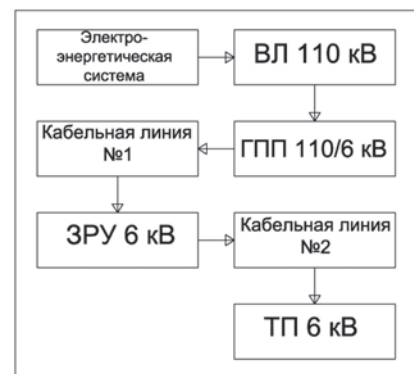 Электро-
энергетическая
система
ВЛ 110 кВ
Кабельная линия
№1
ГПП 110/6 кВ
ЗРУ 6 кВ
Кабельная линия
№2
ТП 6 кВ